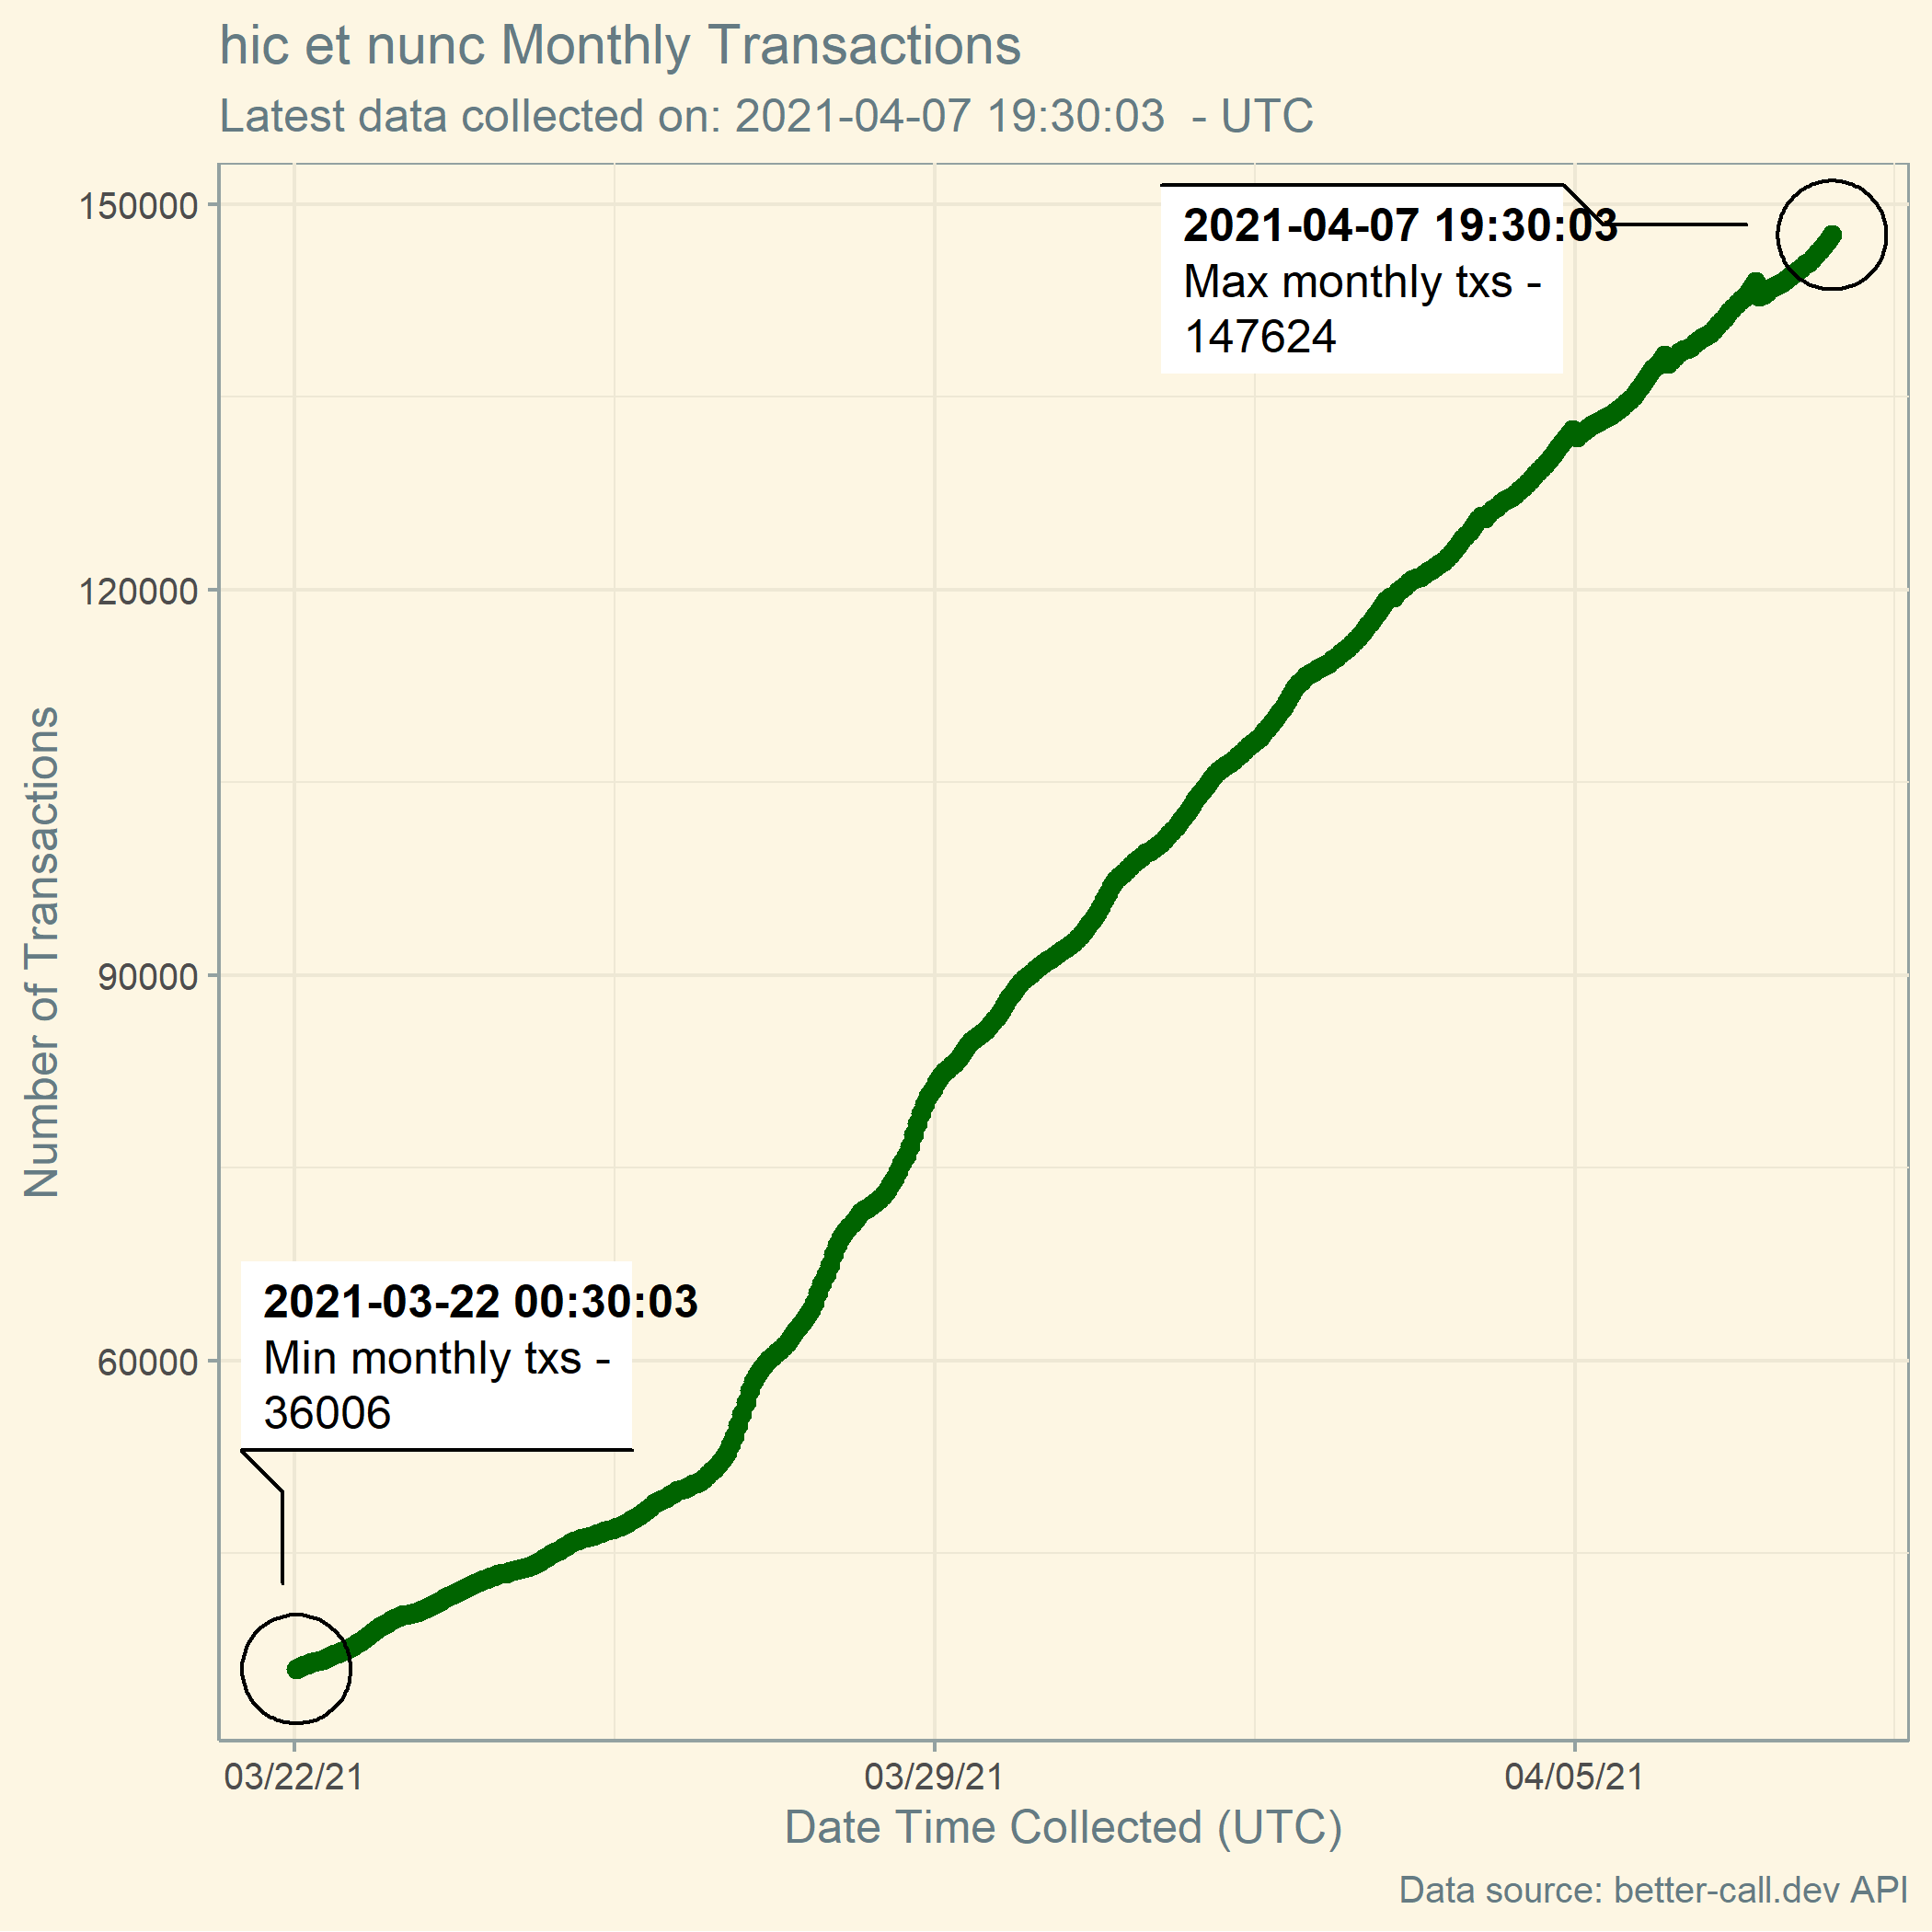 hic et nunc Monthly Transactions
Latest data collected on: 2021-04-07 19:30:03  - UTC
150000
120000
90000
60000
Number of Transactions
2021-04-07 19:30:03
Max monthly txs -
147624
2021-03-22 00:30:03
Min monthly txs -
36006
03/22/21
03/29/21
04/05/21
Date Time Collected (UTC)
Data source: better-call.dev API